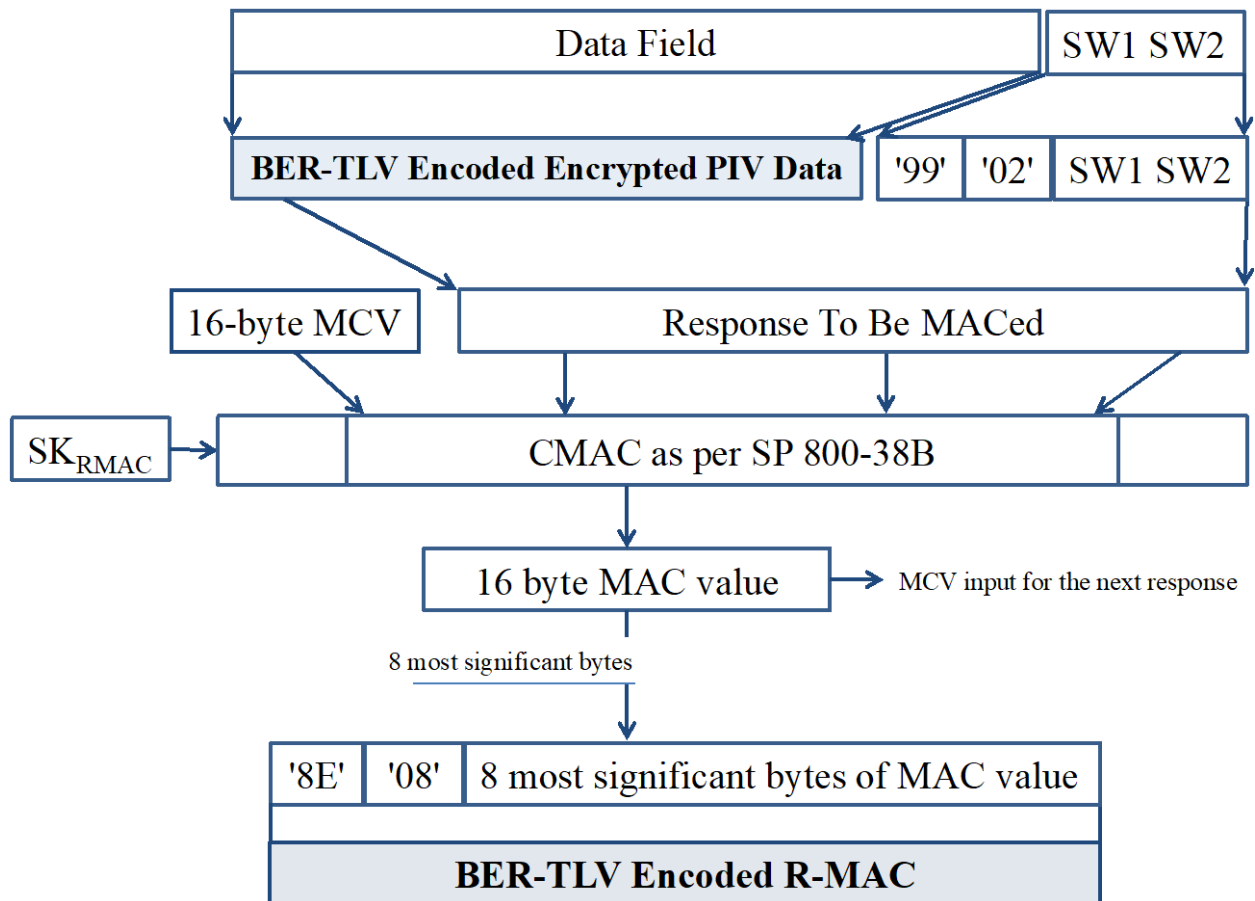 Data Field
SW1 SW2
BER-TLV Encoded Encrypted PIV Data
'99'
'02'
SW1 SW2
16-byte MCV
Response To Be MACed
SKRMAC
CMAC as per SP 800-38B
16 byte MAC value
MCV input for the next response
8 most significant bytes
'8E'
'08'
8 most significant bytes of MAC value
BER-TLV Encoded R-MAC